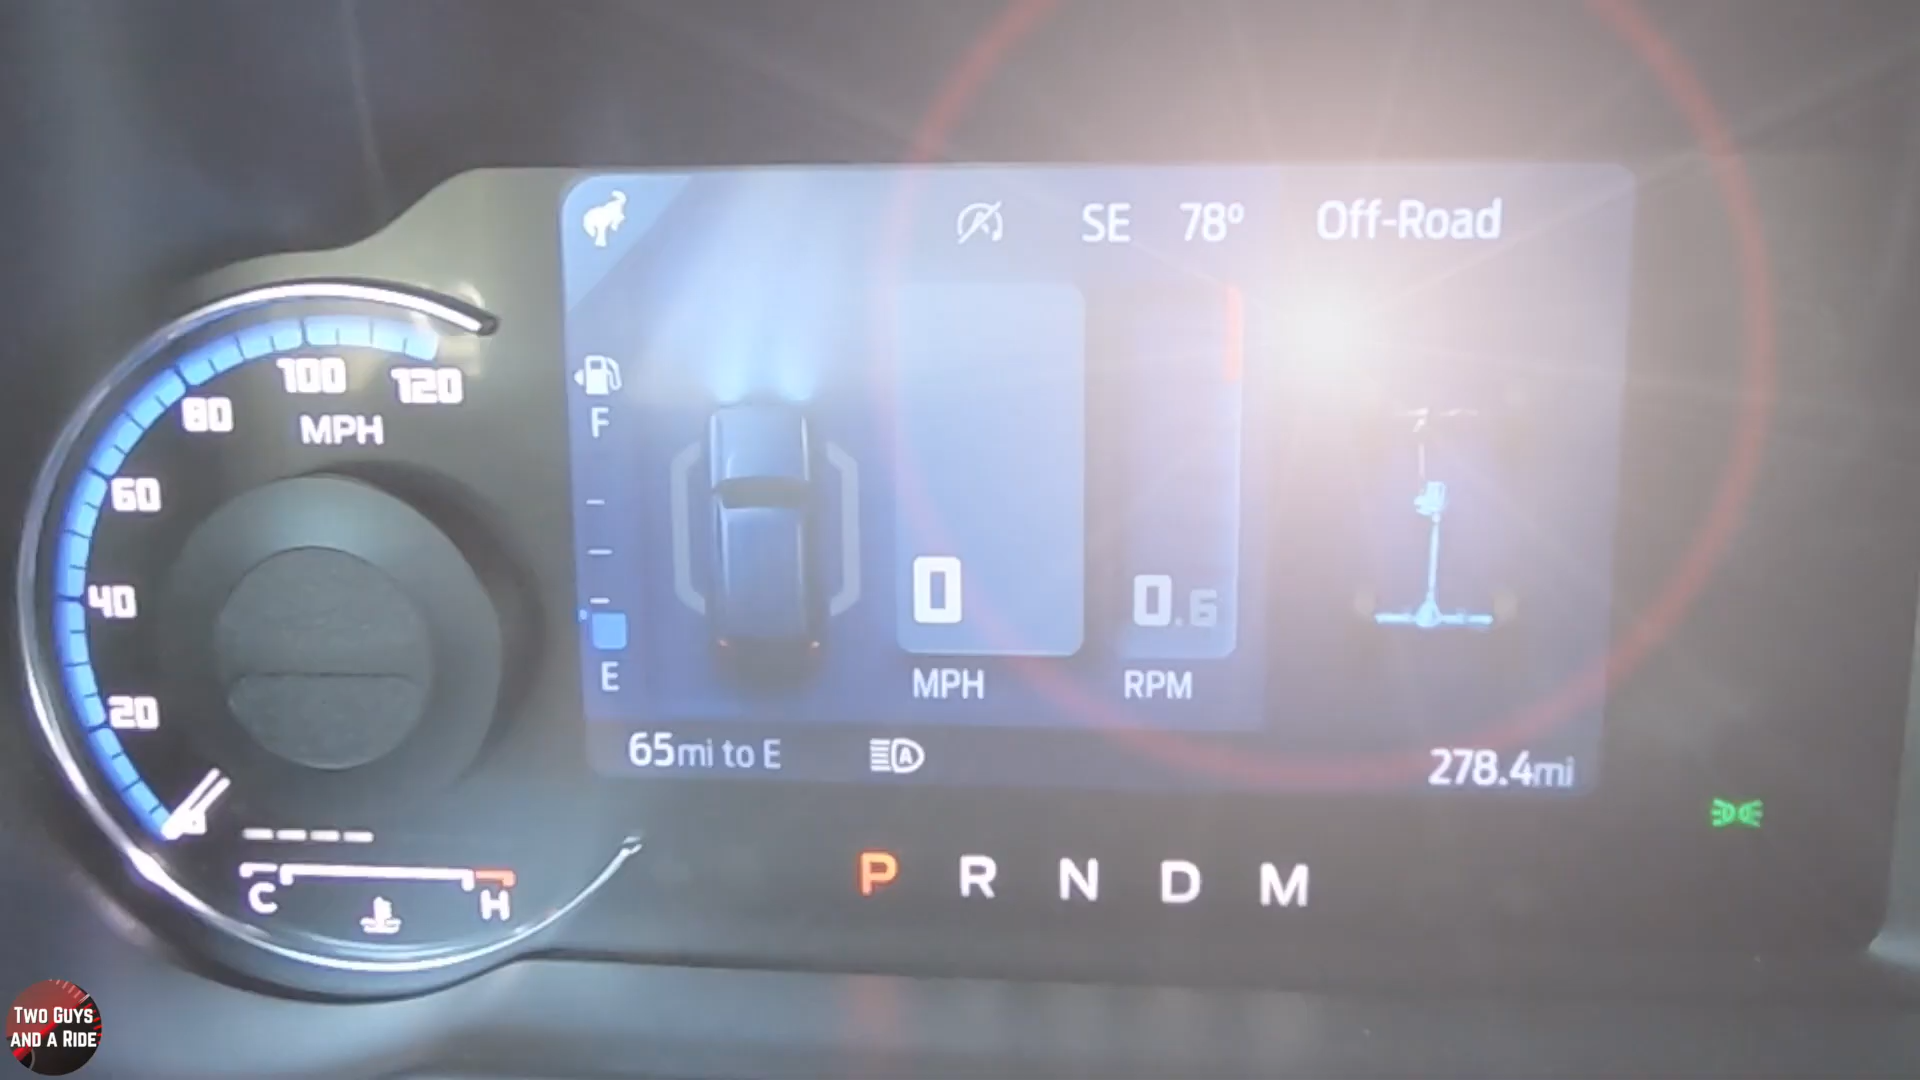 SE 78° Off-Road
100
120
80
MPH
60
40
20
F
E
0
MPH
0.6
RPM
65mi to E
A
278.4mi
C
H
P R N D M
TWO GUYS
AND A RIDE